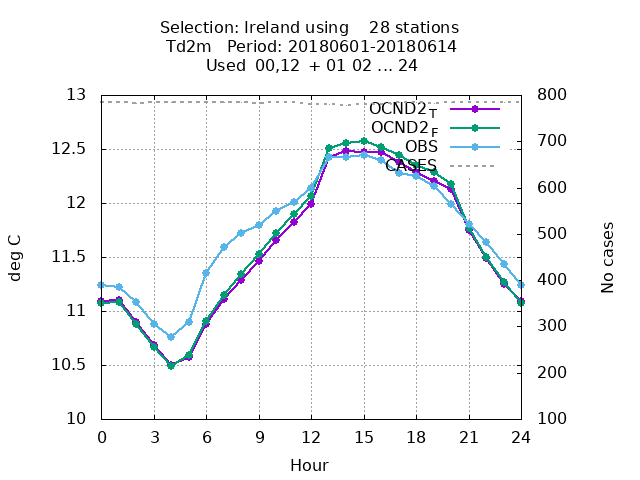 Selection: Ireland using    28 stations
Td2m   Period: 20180601-20180614
Used  00,12  + 01 02 ... 24
13
12.5
12
11.5
11
10.5
10
800
700
600
500
400
300
200
100
OCND2_T
OCND2_F
OBS
CASES
deg C
No cases
0 3 6 9 12 15 18 21 24
Hour